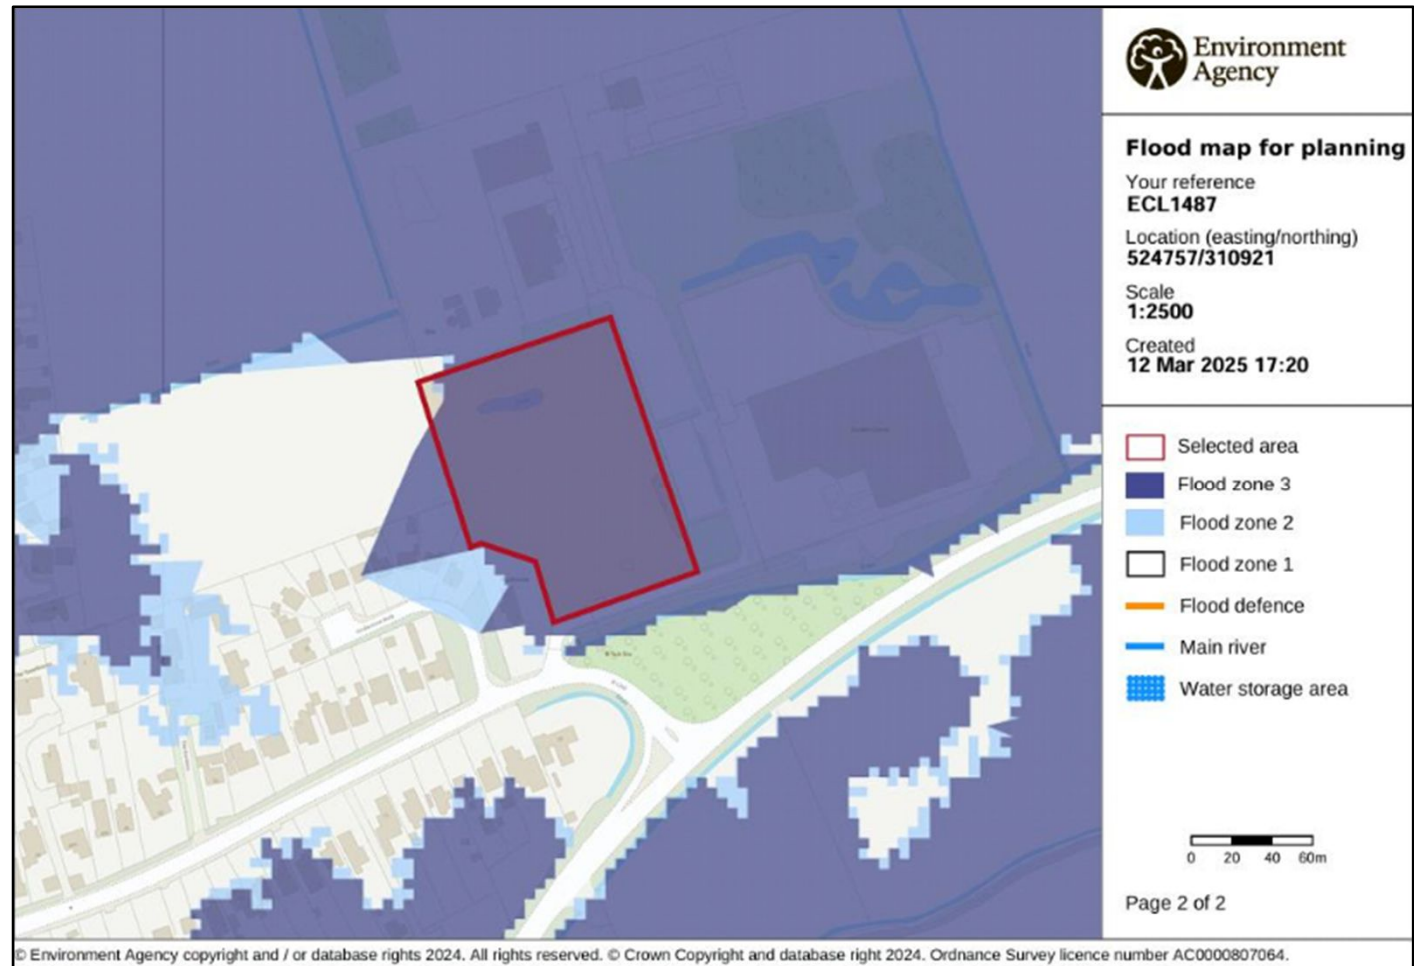 Environment
Agency
Flood map for planning
Your reference
ECL1487
Location (easting/northing)
524757/310921
Scale
1:2500
Created
12 Mar 2025 17:20
Selected area
Flood zone 3
Flood zone 2
Flood zone 1
Flood defence
Main river
Water storage area
0 20 40 60m
Page 2 of 2
© Environment Agency copyright and / or database rights 2024. All rights reserved. © Crown Copyright and database right 2024. Ordnance Survey licence number AC0000807064.